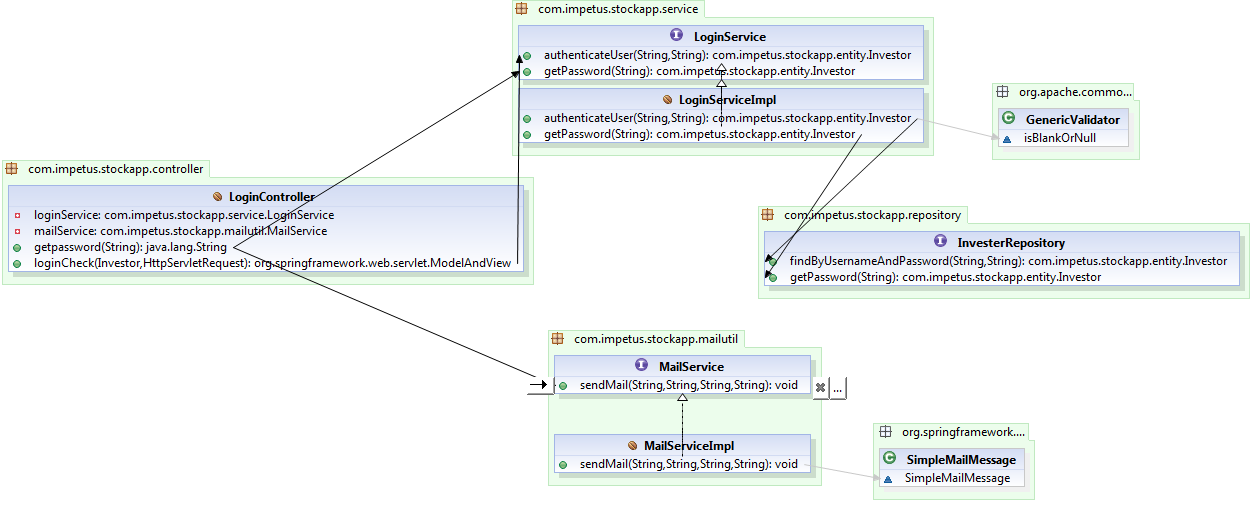 com.impetus.stockapp.service
LoginService
authenticateUser(String,String): com.impetus.stockapp.entity.Investor
getPassword(String): com.impetus.stockapp.entity.Investor
LoginServiceImpl
authenticateUser(String,String): com.impetus.stockapp.entity.Investor
getPassword(String): com.impetus.stockapp.entity.Investor
org.apache.commo...
GenericValidator
isBlankOrNull
com.impetus.stockapp.controller
LoginController
loginService: com.impetus.stockapp.service.LoginService
mailService: com.impetus.stockapp.mailutil.MailService
getpassword(String): java.lang.String
loginCheck(Investor,HttpServletRequest): org.springframework.web.servlet.ModelAndView
com.impetus.stockapp.repository
InvesterRepository
findByUsernameAndPassword(String,String): com.impetus.stockapp.entity.Investor
getPassword(String): com.impetus.stockapp.entity.Investor
com.impetus.stockapp.mailutil
MailService
sendMail(String,String,String,String): void
...
MailServiceImpl
sendMail(String,String,String,String): void
org.springframework....
SimpleMailMessage
SimpleMailMessage